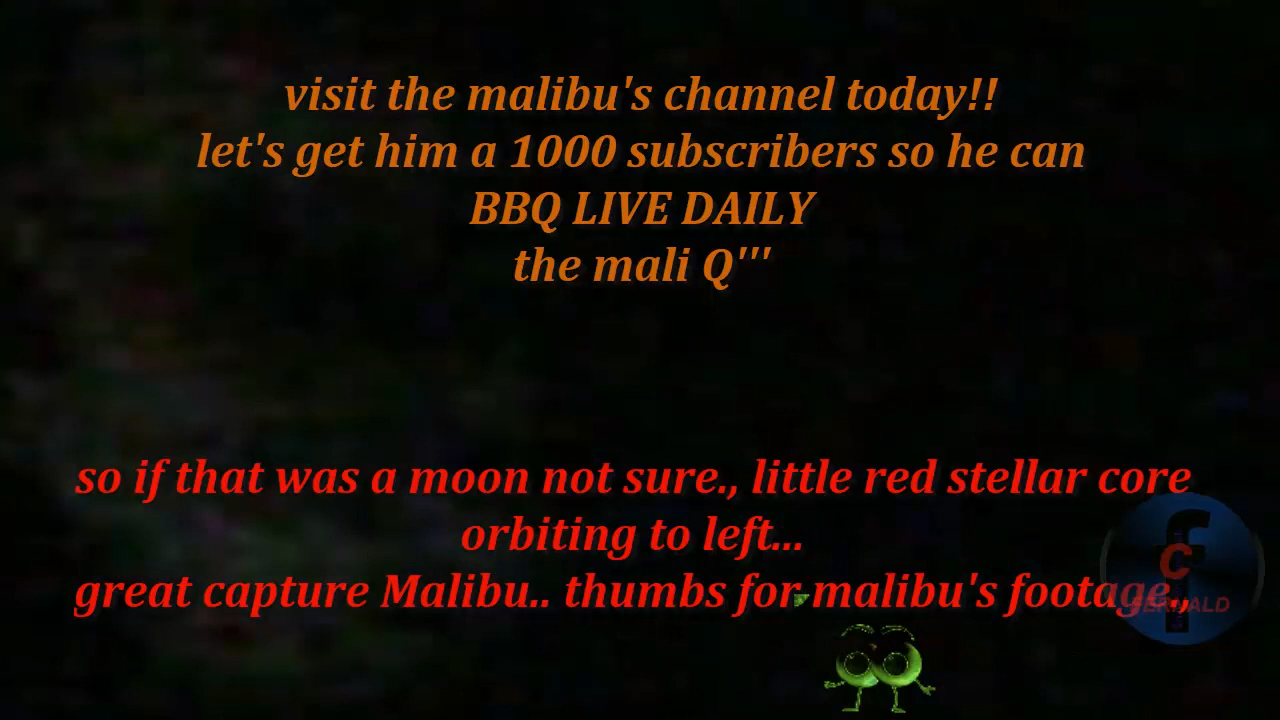 visit the malibu's channel today!!
let's get him a 1000 subscribers so he can
BBQ LIVE DAILY
the mali Q'''
so if that was a moon not sure., little red stellar core
orbiting to left...
great capture Malibu.. thumbs for malibu's footage.,
f
C